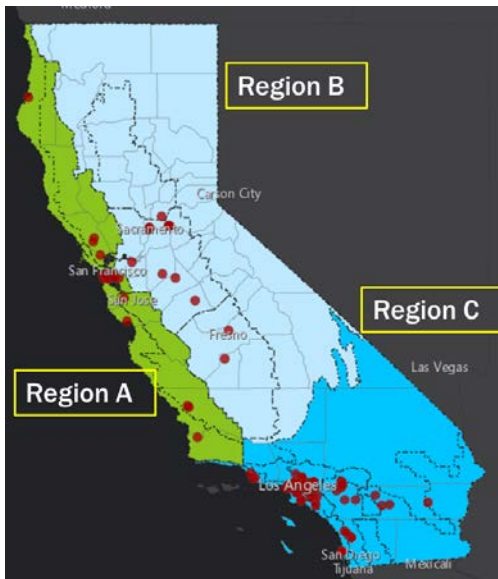 Medford
Region B
Carson City
Sacramento
San Francisco
San Jose
Region C
Fresno
Las Vegas
Region A
Los Angeles
San Diego
Tijuana
Mexicali